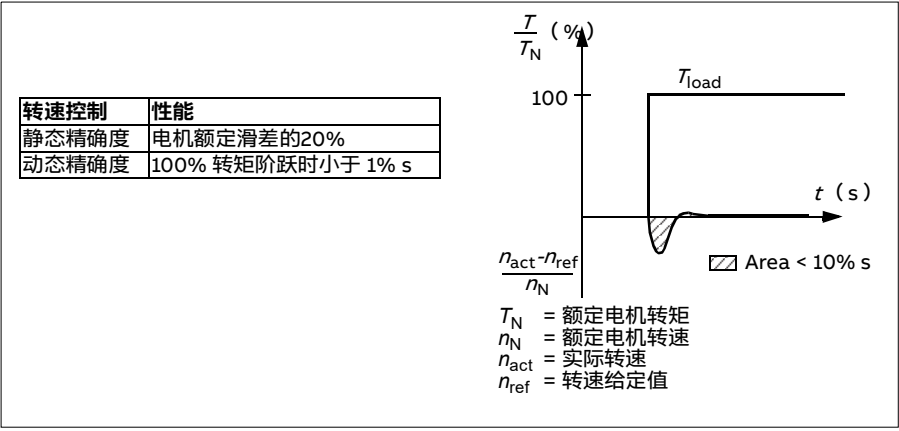 转速控制 性能
静态精确度 电机额定滑差的20%
动态精确度 100% 转矩阶跃时小于 1% s
T
T_N (%)
100
T_load
t (s)
n_act-n_ref
n_N
Area < 10% s
T_N = 额定电机转矩
n_N = 额定电机转速
n_act = 实际转速
n_ref = 转速给定值